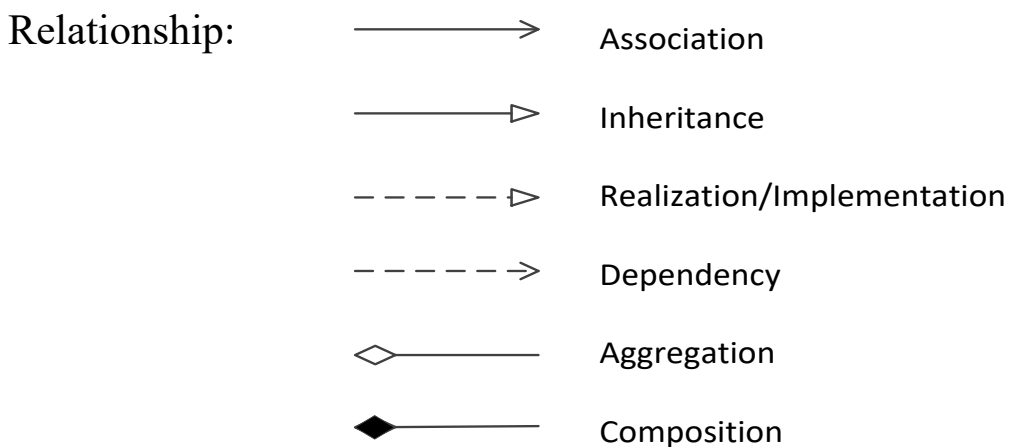 Relationship:
Association
Inheritance
Realization/Implementation
Dependency
Aggregation
Composition